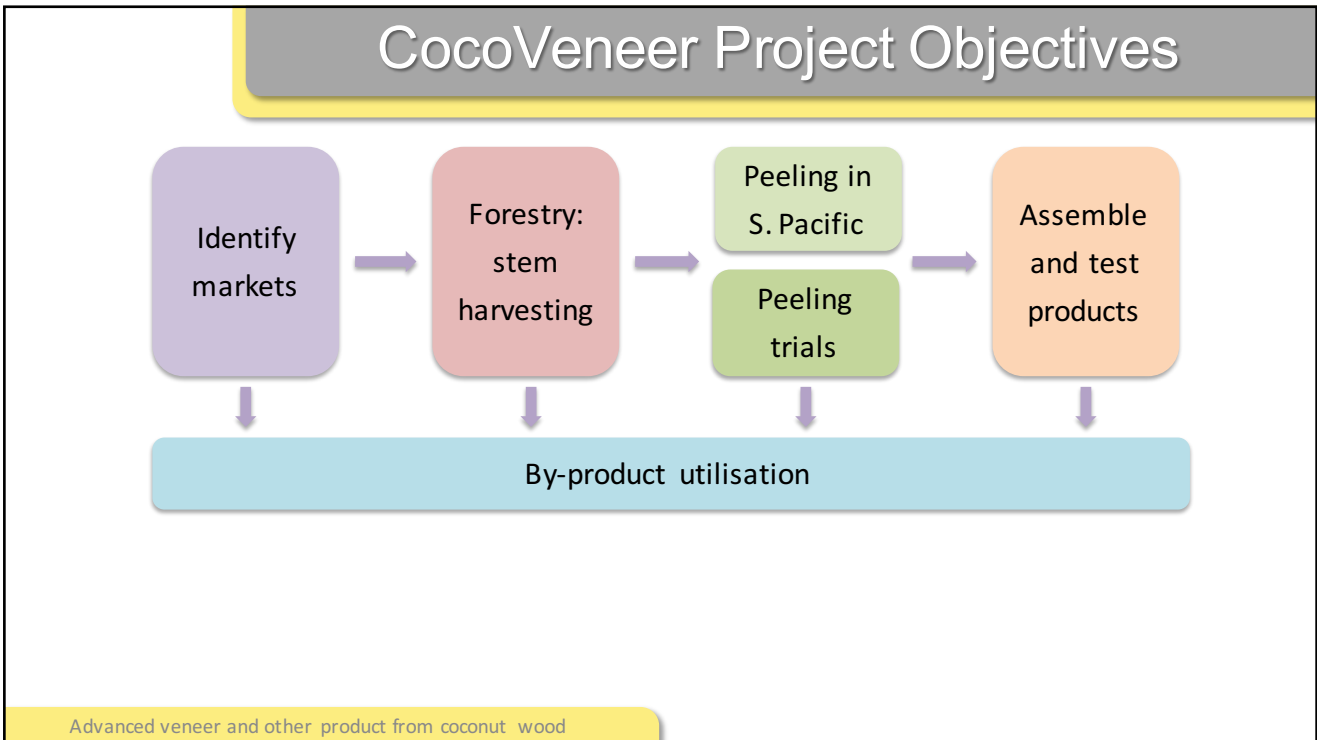 CocoVeneer Project Objectives
Identify
markets
Forestry:
stem
harvesting
Peeling in
S. Pacific
Peeling
trials
Assemble
and test
products
By-product utilisation
Advanced veneer and other product from coconut wood